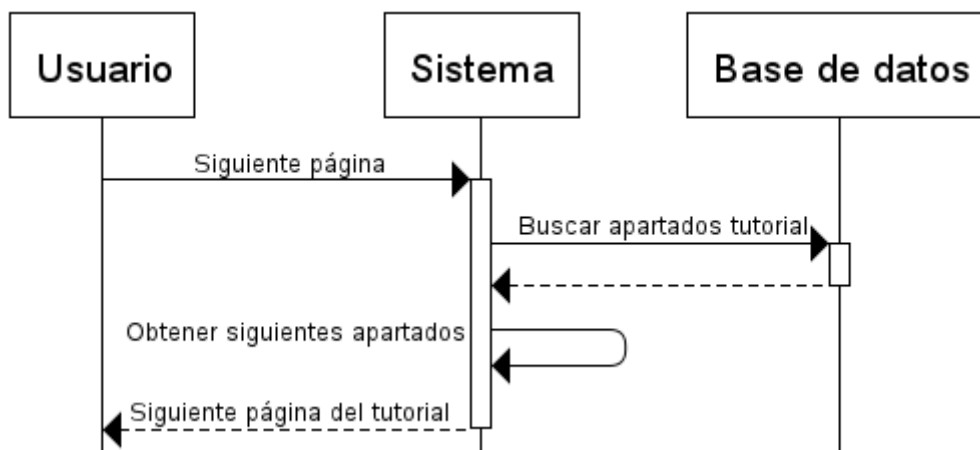 Usuario
Sistema
Base de datos
Siguiente página
Buscar apartados tutorial
Obtener siguientes apartados
Siguiente página del tutorial